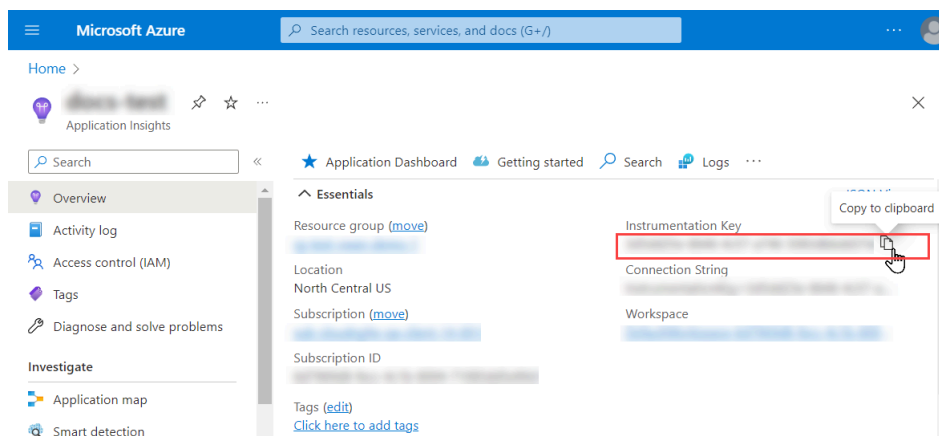 Microsoft Azure
Search resources, services, and docs (G+/)
Home >
Application Insights
Search
Overview
Activity log
Access control (IAM)
Tags
Diagnose and solve problems
Investigate
Application map
Smart detection
Application Dashboard
Getting started
Search
Logs
Essentials
Copy to clipboard
Resource group (move)
Location
North Central US
Subscription (move)
Subscription ID
Tags (edit)
Click here to add tags
Instrumentation Key
Connection String
Workspace